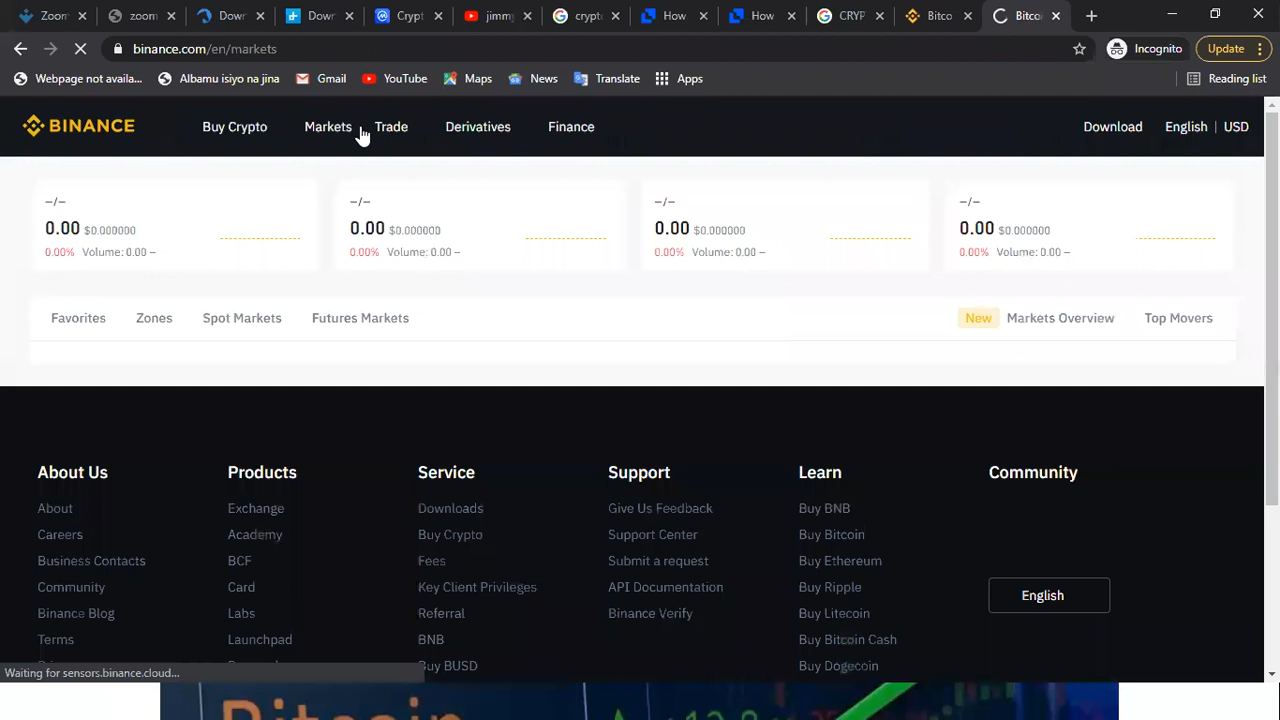 Zoom zoom Down Down Crypt jimmy crypto How How CRYP Bitco Bitco
binance.com/en/markets Incognito Update
Webpage not availa... Albamu isiyo na jina Gmail YouTube Maps News Translate Apps Reading list
BINANCE Buy Crypto Markets Trade Derivatives Finance Download English | USD
–/– –/– –/– –/–
0.00 $0.000000 0.00 $0.000000 0.00 $0.000000 0.00 $0.000000
0.00% Volume: 0.00 – 0.00% Volume: 0.00 – 0.00% Volume: 0.00 – 0.00% Volume: 0.00 –
Favorites Zones Spot Markets Futures Markets New Markets Overview Top Movers
About Us Products Service Support Learn Community
About Exchange Downloads Give Us Feedback Buy BNB
Careers Academy Buy Crypto Support Center Buy Bitcoin
Business Contacts BCF Fees Submit a request Buy Ethereum
Community Card Key Client Privileges API Documentation Buy Ripple English
Binance Blog Labs Referral Binance Verify Buy Litecoin
Terms Launchpad BNB Buy Bitcoin Cash
Buy BUSD Buy Dogecoin
Waiting for sensors.binance.cloud...
Bitcoin